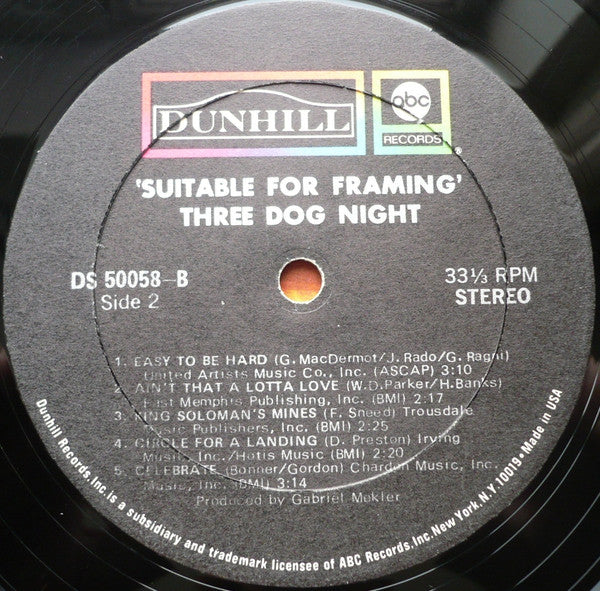 DUNHILL
abc
RECORDS
®
'SUITABLE FOR FRAMING'
THREE DOG NIGHT
DS 50058-B
Side 2
33⅓ RPM
STEREO
1. EASY TO BE HARD (G. MacDermot/J. Rado/G. Ragni)
United Artists Music Co., Inc. (ASCAP) 3:10
2. AIN'T THAT A LOTTA LOVE (W.D.Parker/H.Banks)
East Memphis Publishing, Inc. (BMI) 2:17
3. KING SOLOMAN'S MINES (F. Sneed) Trousdale
Music Publishers, Inc. (BMI) 2:25
4. CIRCLE FOR A LANDING (D. Preston) Irving
Music, Inc./Hotis Music (BMI) 2:20
5. CELEBRATE (Bonner/Gordon) Chardon Music, Inc.
Music, Inc. (BMI) 3:14
Produced by Gabriel Mekler
Dunhill Records, Inc. is a subsidiary and trademark licensee of ABC Records, Inc. New York, N.Y. 10019 - Made in USA